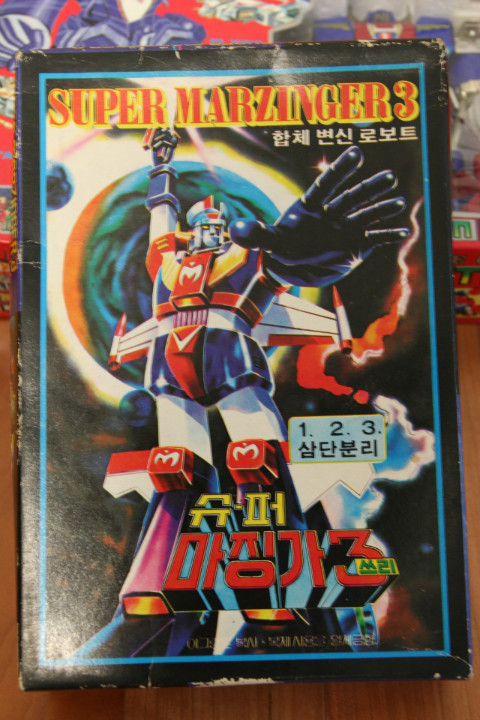 SUPER MARZINGER 3
합체 변신 로보트
M
1. 2. 3.
삼단분리
M
M
슈·퍼
마징가3
쓰리